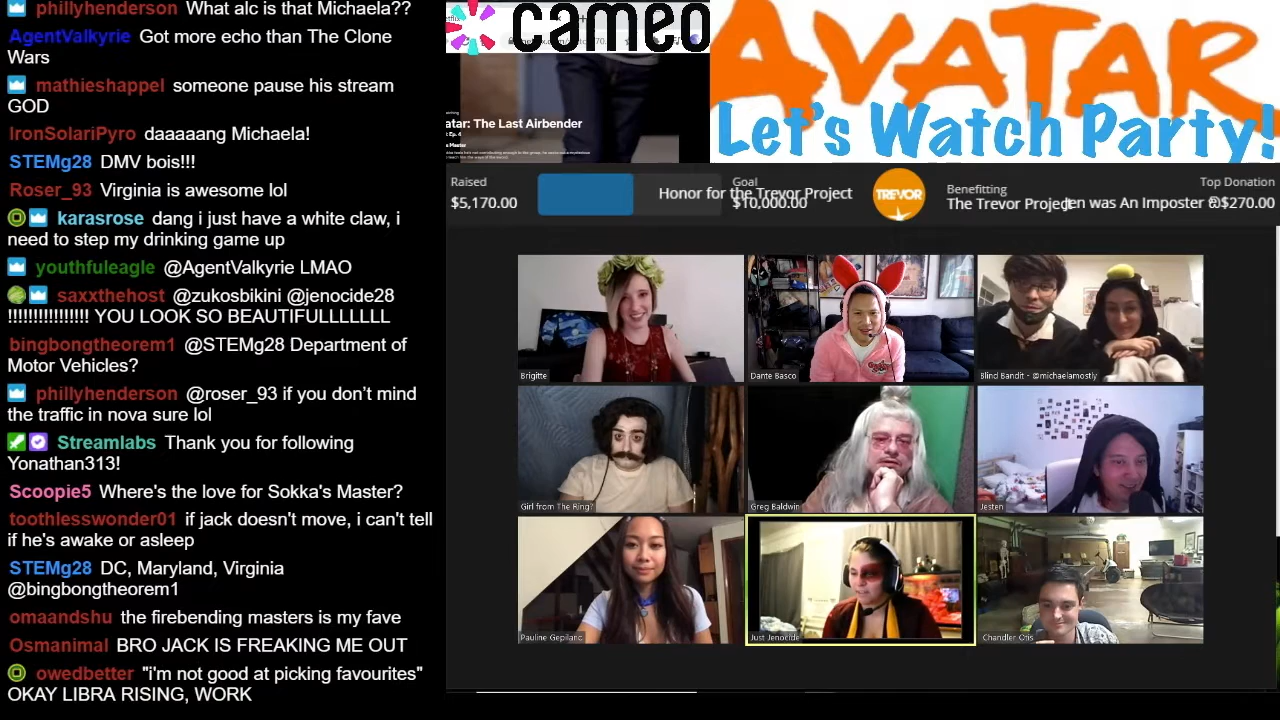 phillyhenderson What alc is that Michaela??
AgentValkyrie Got more echo than The Clone
Wars
mathieshappel someone pause his stream
GOD
IronSolariPyro daaaaang Michaela!
STEMg28 DMV bois!!!
Roser_93 Virginia is awesome lol
karasrose dang i just have a white claw, i
need to step my drinking game up
youthfuleagle @AgentValkyrie LMAO
saxxthehost @zukosbikini @jenocide28
!!!!!!!!!!!!!!!! YOU LOOK SO BEAUTIFULLLLLLL
bingbongtheorem1 @STEMg28 Department of
Motor Vehicles?
phillyhenderson @roser_93 if you don't mind
the traffic in nova sure lol
Streamlabs Thank you for following
Yonathan313!
Scoopie5 Where's the love for Sokka's Master?
toothlesswonder01 if jack doesn't move, i can't tell
if he's awake or asleep
STEMg28 DC, Maryland, Virginia
@bingbongtheorem1
omaandshu the firebending masters is my fave
Osmanimal BRO JACK IS FREAKING ME OUT
owedbetter "i'm not good at picking favourites"
OKAY LIBRA RISING, WORK
cameo
AVATAR
Let's Watch Party!
atar: The Last Airbender
Raised
$5,170.00
Honor for the Trevor Project
Goal
$10,000.00
TREVOR
Benefitting
The Trevor Project
Top Donation
Jen was An Imposter $270.00
Brigitte
Dante Basco
Blind Bandit - @michaelamostly
Girl from The Ring?
Greg Baldwin
Jesten
Pauline Gepilano
Just Jenocide
Chandler Otis